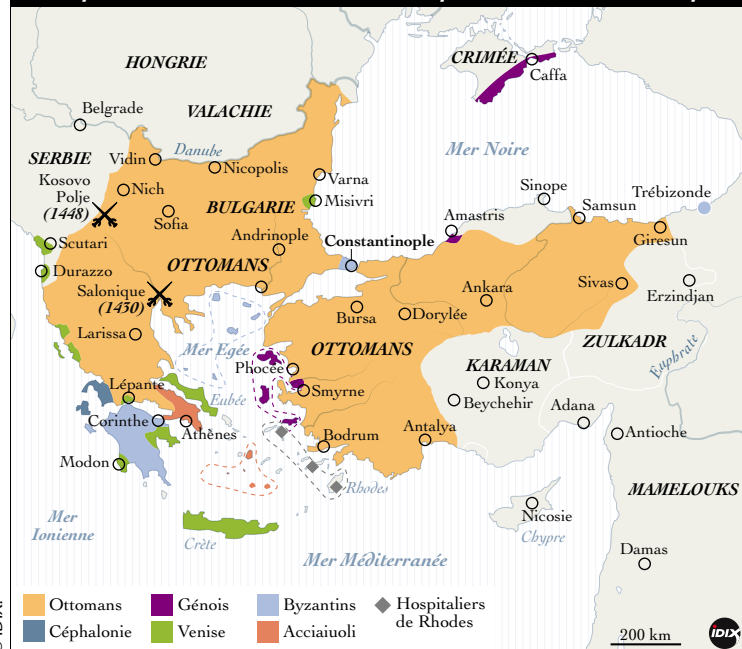 HONGRIE
CRIMÉE
Caffa
Belgrade
VALACHIE
Danube
Mer Noire
SERBIE
Vidin
Nicopolis
Kosovo
Polje
(1448)
Nich
Varna
Misivri
Sinope
Trébizonde
Sofia
BULGARIE
Samsun
Amastris
Andrinople
Scutari
Constantinople
Giresun
Durazzo
OTTOMANS
Salonique
(1430)
Ankara
Sivas
Erzindjan
Bursa
Dorylée
Larissa
Mer Egée
OTTOMANS
ZULKADR
Euphrate
Phocée
KARAMAN
Konya
Lépante
Smyrne
Eubée
Beychehir
Adana
Corinthe
Athènes
Bodrum
Antalya
Antioche
Modon
Rhodes
MAMELOUKS
Mer
Ionienne
Nicosie
Crète
Chypre
Mer Méditerranée
Damas
Ottomans
Génois
Byzantins
Hospitaliers
de Rhodes
Céphalonie
Venise
Acciaiuoli
200 km
iDIX